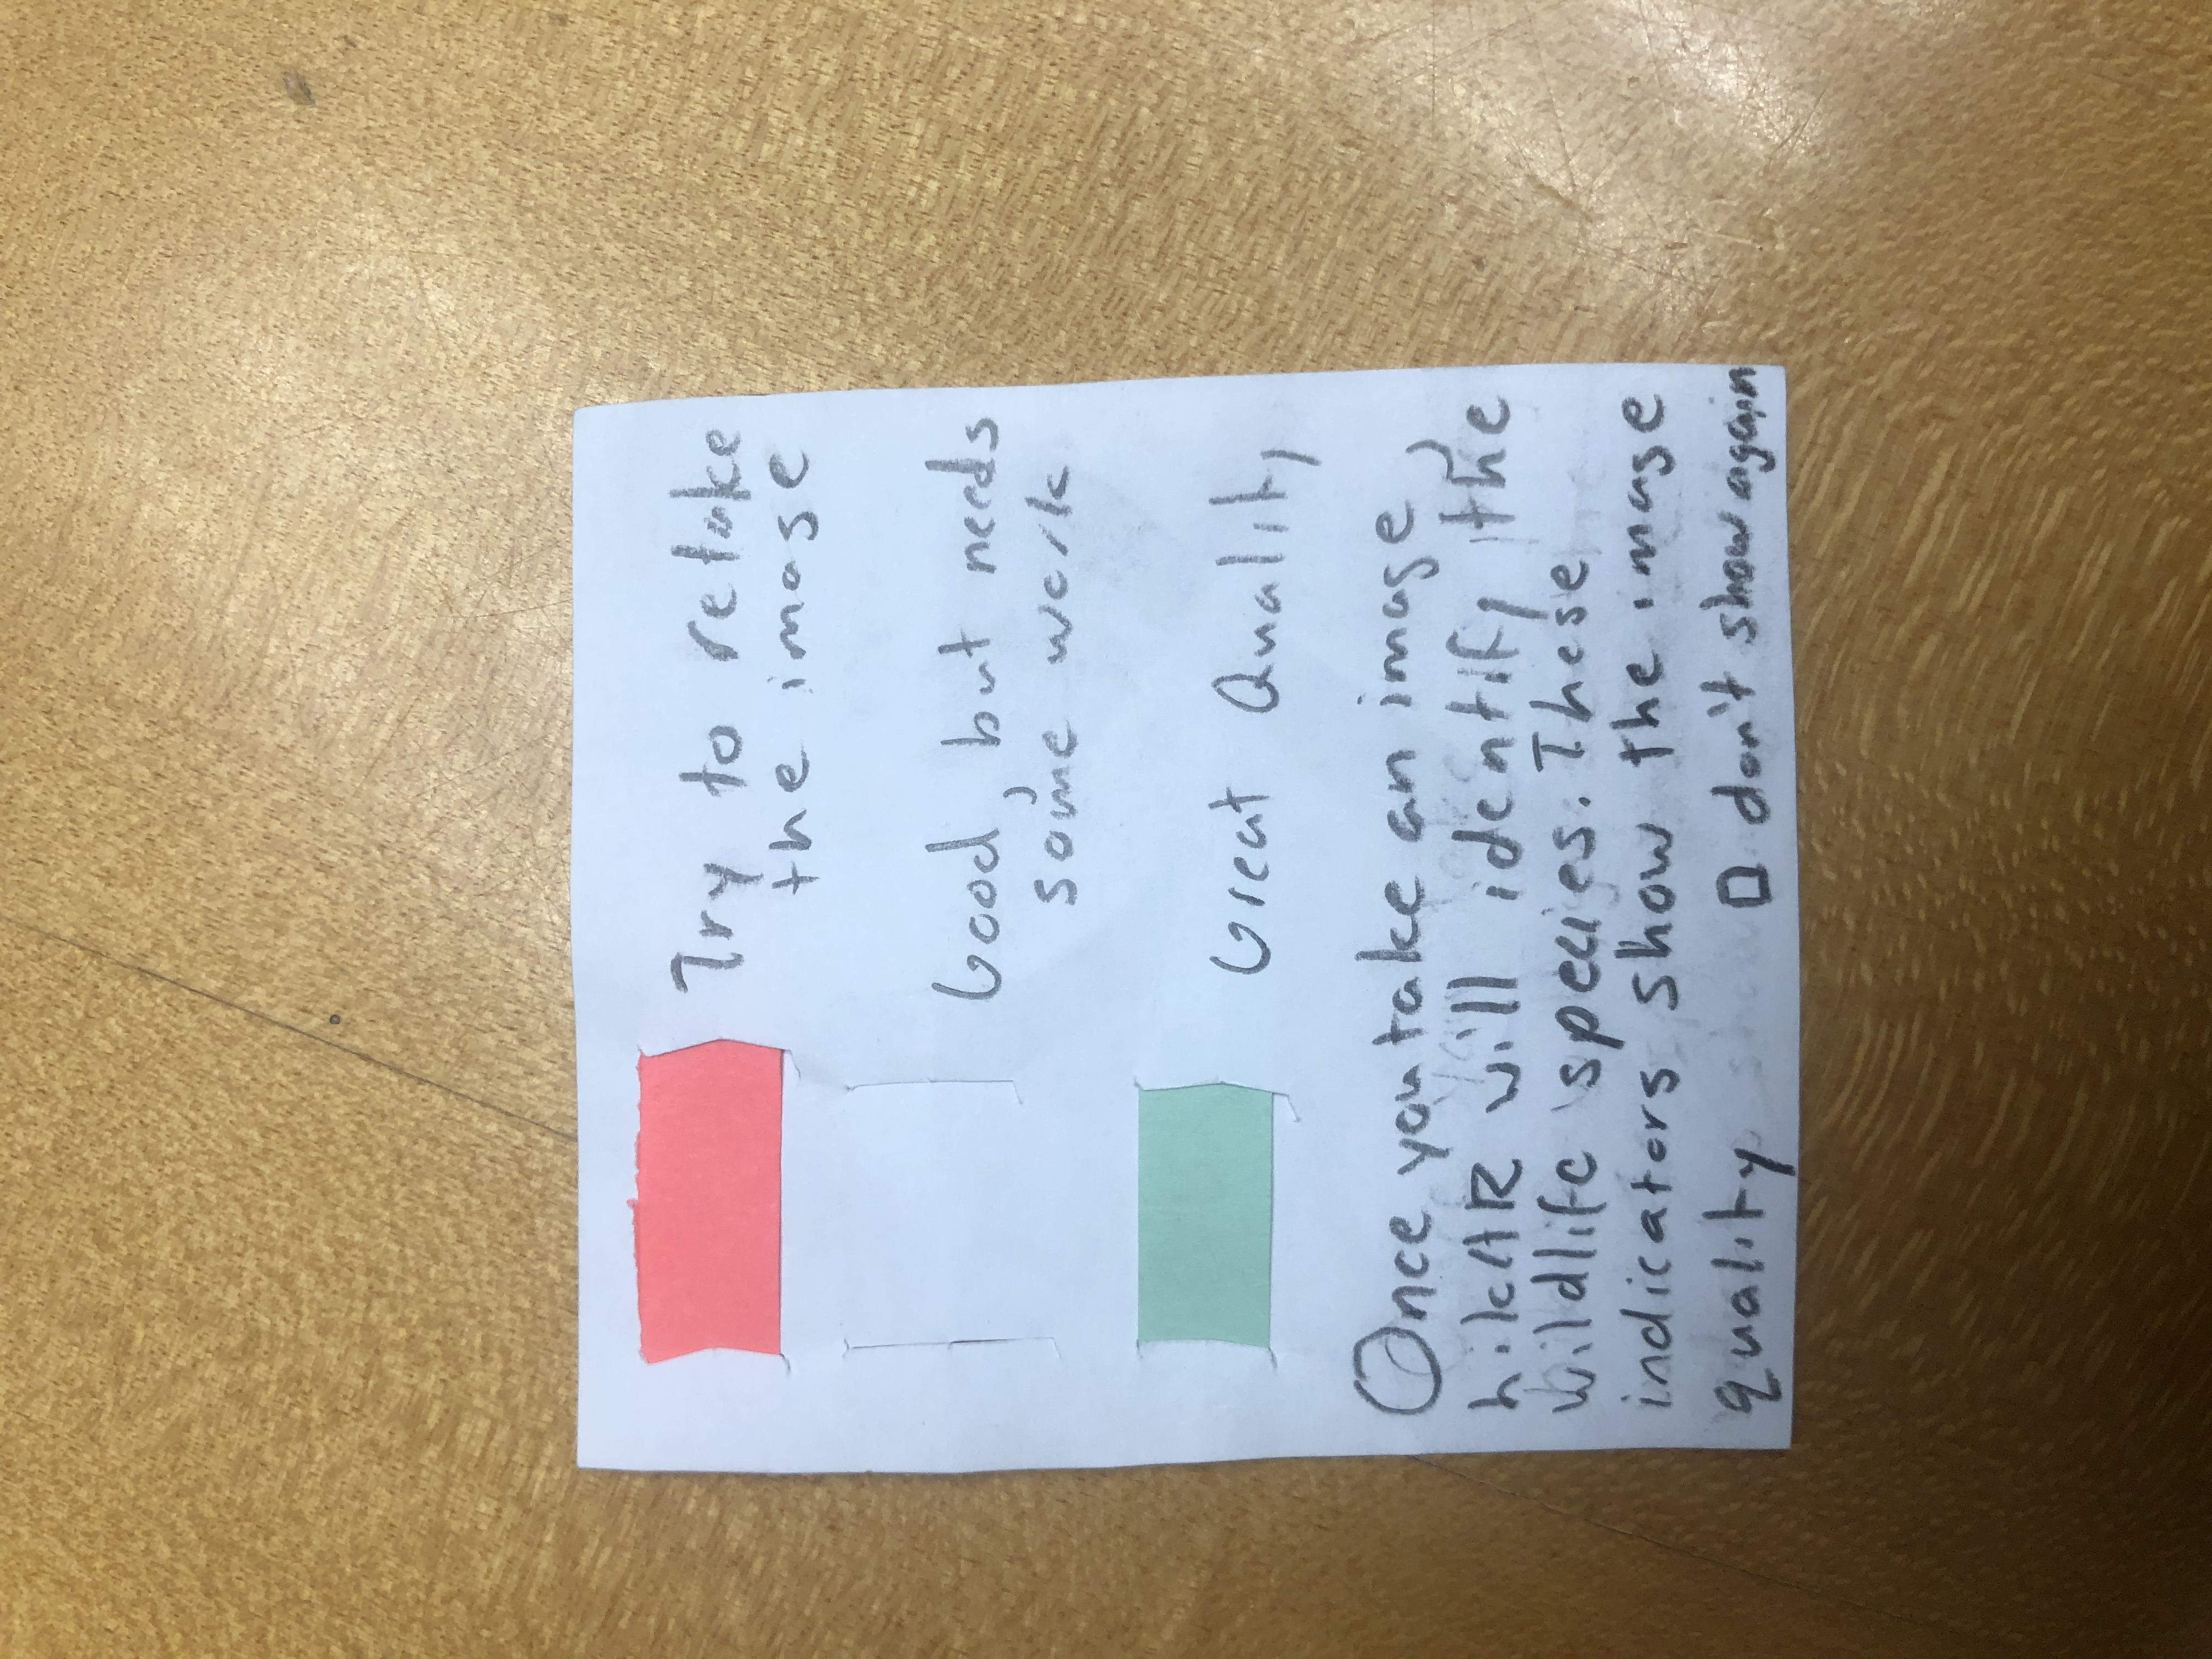 Try to retake
the image
Good, but needs
some work
Great Quality
Once you take an image,
hikAR will identify the
wildlife species. These
indicators show the image
quality
□ don't show again